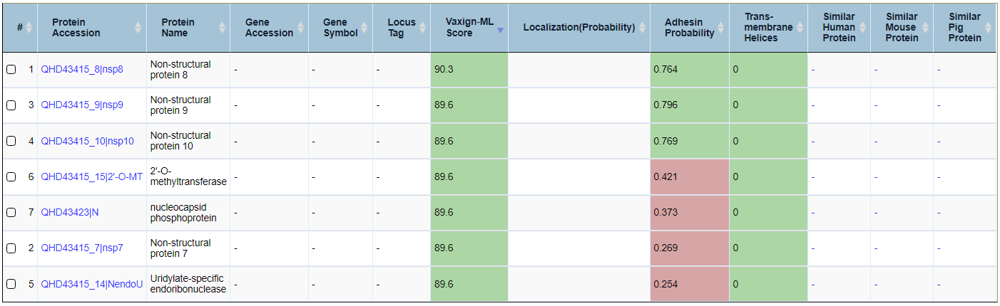 # Protein Accession Protein Name Gene Accession Gene Symbol Locus Tag Vaxign-ML Score Localization(Probability) Adhesin Probability Trans-membrane Helices Similar Human Protein Similar Mouse Protein Similar Pig Protein
1 QHD43415_8|nsp8 Non-structural protein 8 - - - 90.3 0.764 0 - - -
3 QHD43415_9|nsp9 Non-structural protein 9 - - - 89.6 0.796 0 - - -
4 QHD43415_10|nsp10 Non-structural protein 10 - - - 89.6 0.769 0 - - -
6 QHD43415_15|2'-O-MT 2'-O-methyltransferase - - - 89.6 0.421 0 - - -
7 QHD43423|N nucleocapsid phosphoprotein - - - 89.6 0.373 0 - - -
2 QHD43415_7|nsp7 Non-structural protein 7 - - - 89.6 0.269 0 - - -
5 QHD43415_14|NendoU Uridylate-specific endoribonuclease - - - 89.6 0.254 0 - - -